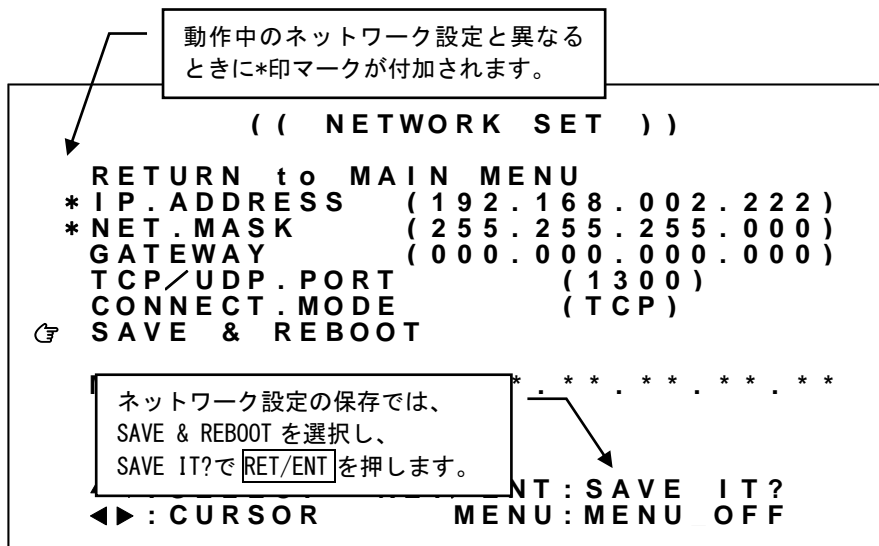 動作中のネットワーク設定と異なる
ときに*印マークが付加されます。
(( NETWORK SET ))
RETURN to MAIN MENU
*IP.ADDRESS (192.168.002.222)
*NET.MASK (255.255.255.000)
GATEWAY (000.000.000.000)
TCP/UDP.PORT (1300)
CONNECT.MODE (TCP)
☞ SAVE & REBOOT
*.**.**.**.**
ネットワーク設定の保存では、
SAVE & REBOOT を選択し、
SAVE IT?で RET/ENT を押します。
NT:SAVE IT?
◀▶:CURSOR MENU:MENU OFF